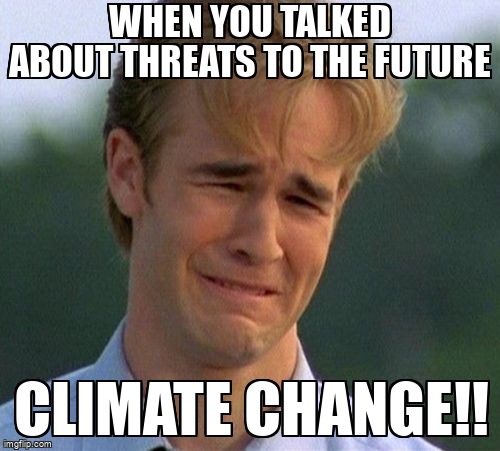 WHEN YOU TALKED
ABOUT THREATS TO THE FUTURE
CLIMATE CHANGE!!
imgflip.com